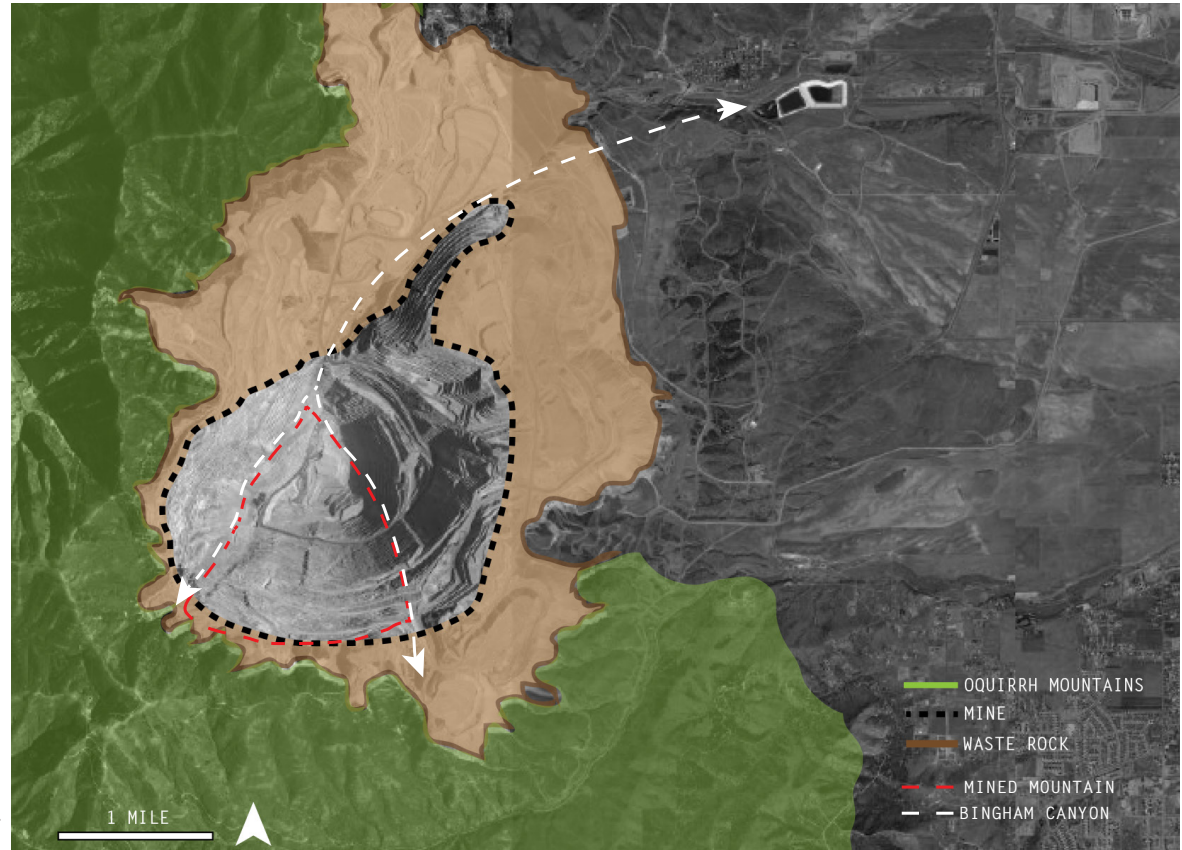 OQUIRRH MOUNTAINS
MINE
WASTE ROCK
MINED MOUNTAIN
BINGHAM CANYON
1 MILE